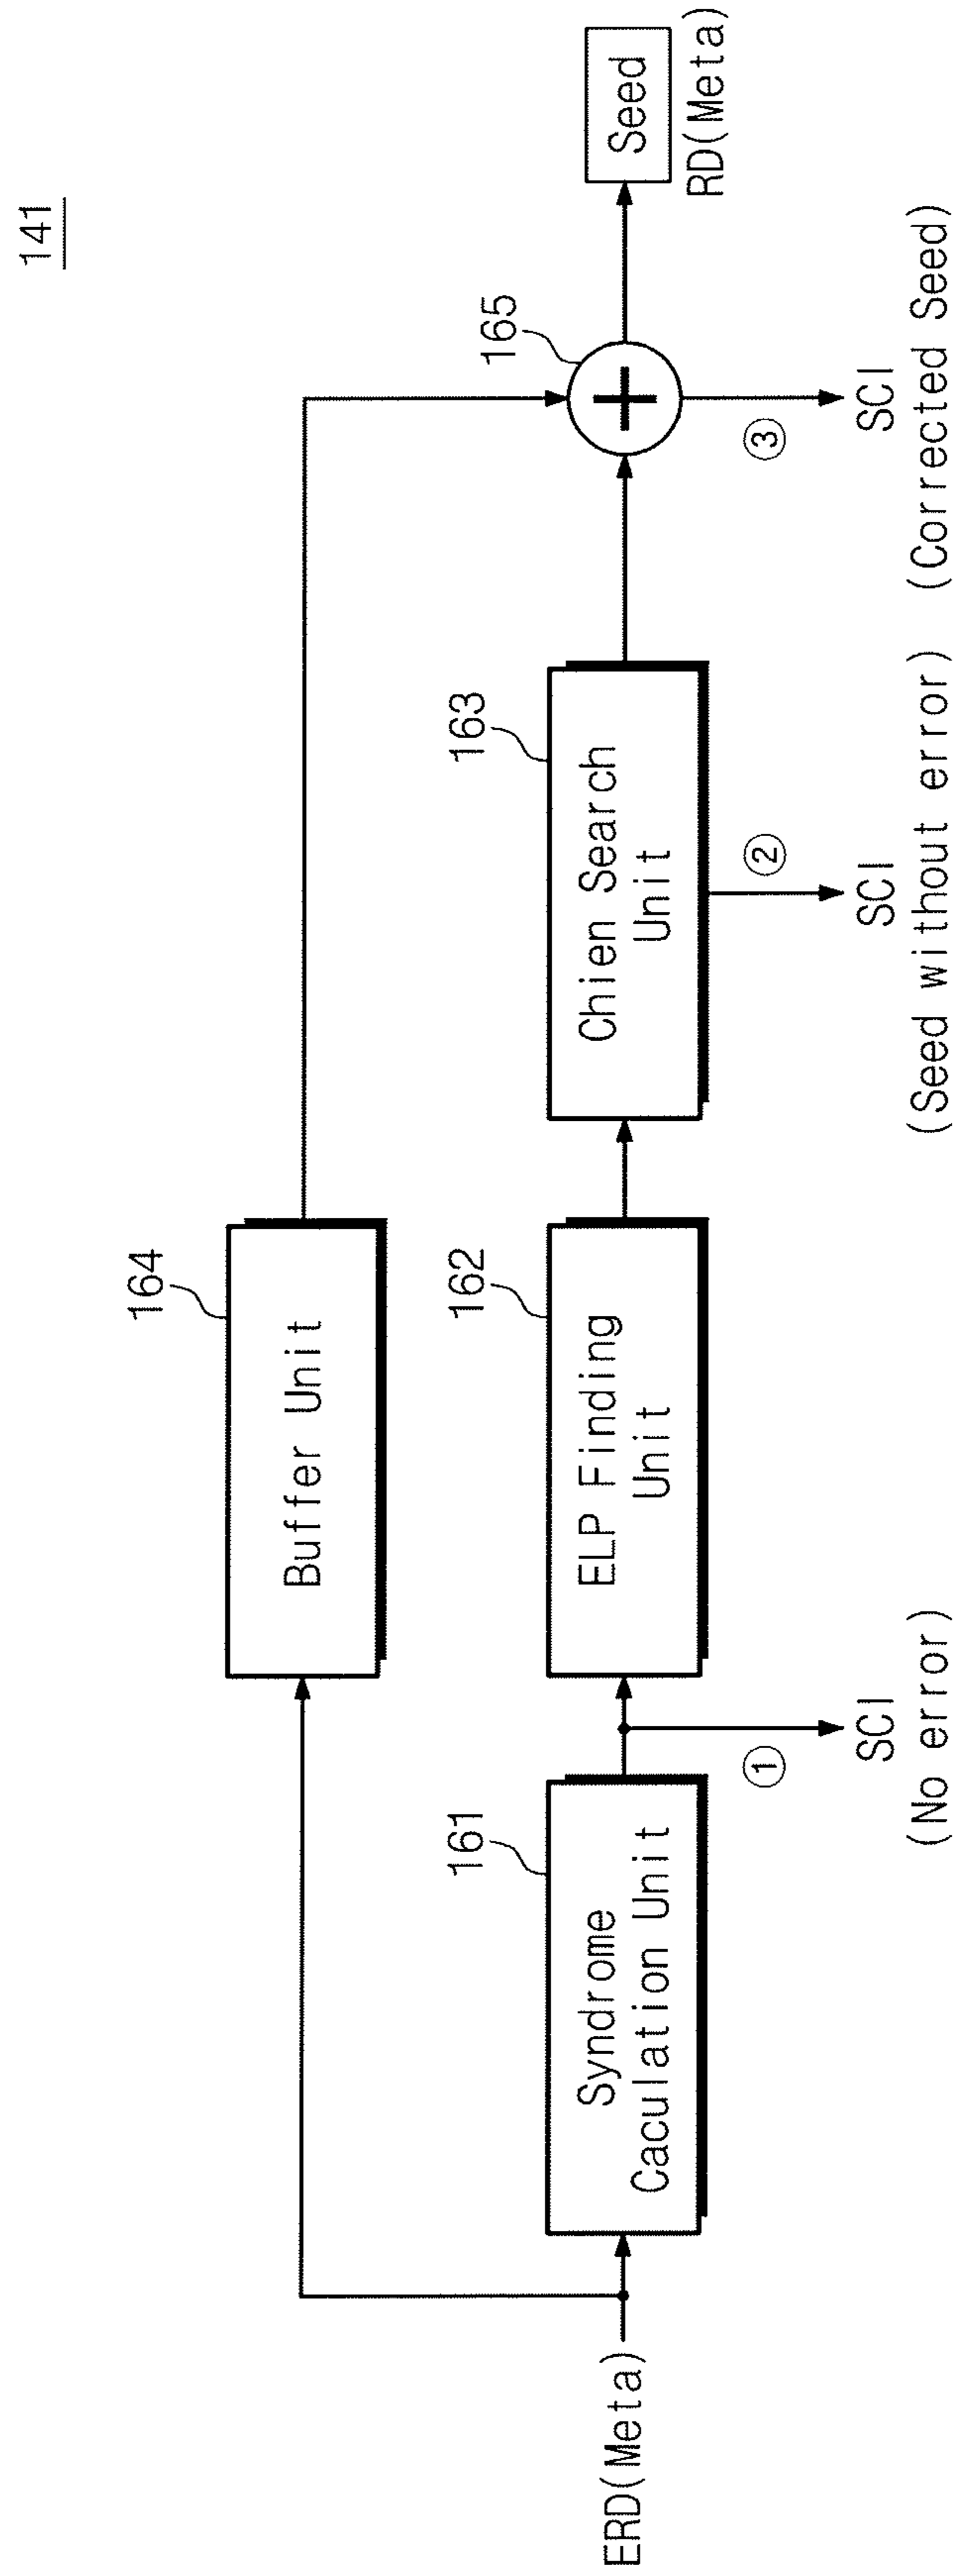 141
164
Buffer Unit
165
161
162
163
ERD(Meta)
Syndrome
Caculation Unit
ELP Finding
Unit
Chien Search
Unit
Seed
RD(Meta)
①
②
③
SCI
(No error)
SCI
(Seed without error)
SCI
(Corrected Seed)